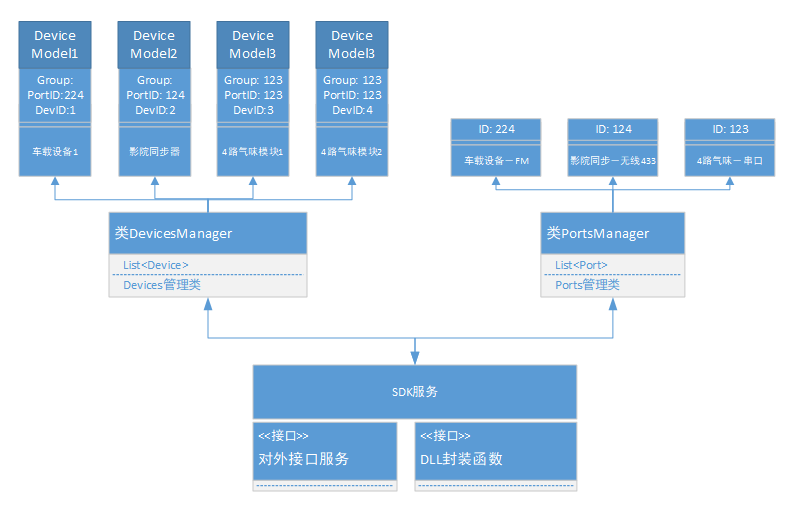 Device
Model1
Group:
PortID:224
DevID:1
车载设备1
Device
Model2
Group:
PortID: 124
DevID:2
影院同步器
Device
Model3
Group: 123
PortID: 123
DevID:3
4路气味模块1
Device
Model3
Group: 123
PortID: 123
DevID:4
4路气味模块2
ID: 224
车载设备－FM
ID: 124
影院同步－无线433
ID: 123
4路气味－串口
类DevicesManager
List<Device>
Devices管理类
类PortsManager
List<Port>
Ports管理类
SDK服务
<<接口>>
对外接口服务
<<接口>>
DLL封装函数